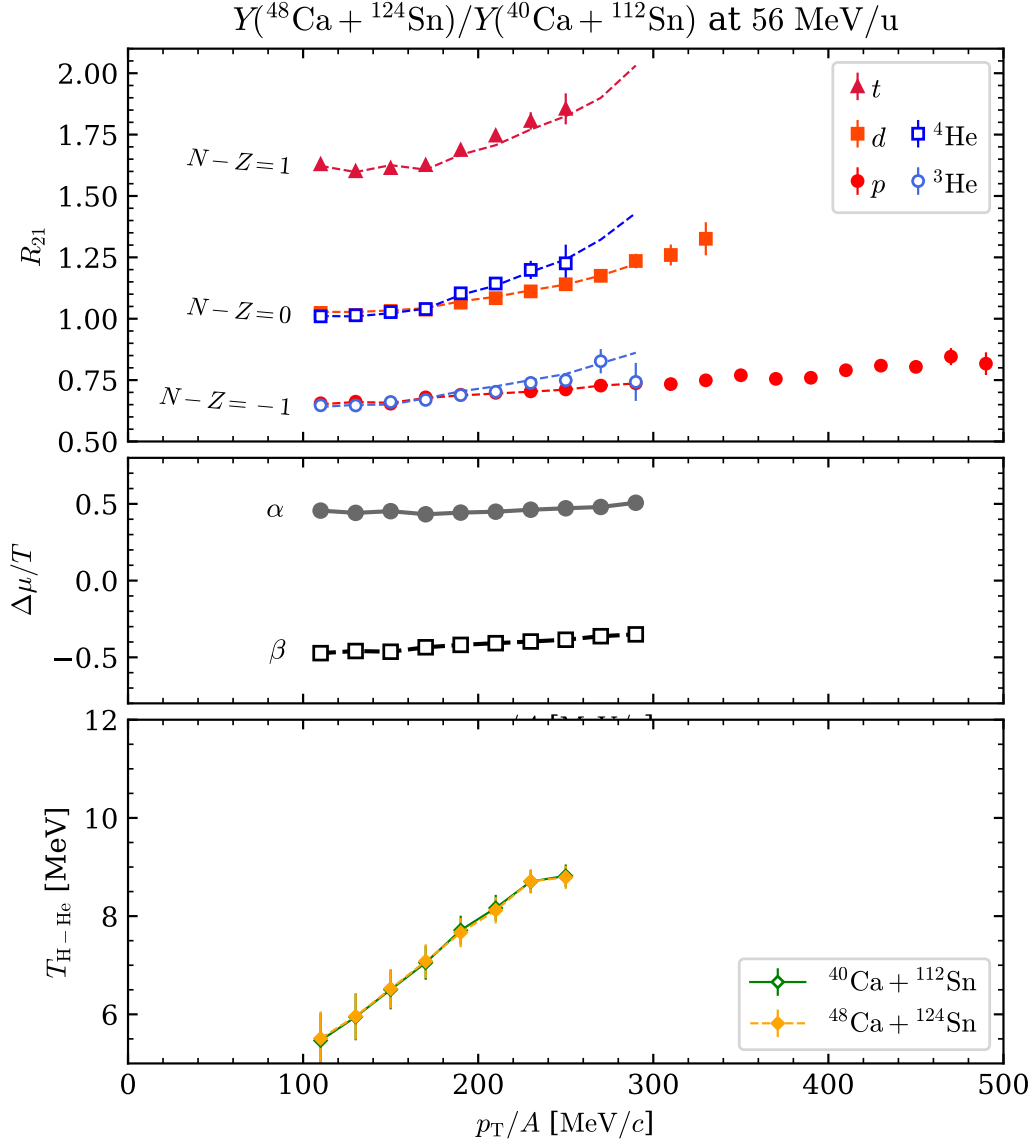 Y(⁴⁸Ca + ¹²⁴Sn)/Y(⁴⁰Ca + ¹¹²Sn) at 56 MeV/u
2.00
1.75
1.50
1.25
1.00
0.75
0.50
R₂₁
N − Z = 1
N − Z = 0
N − Z = −1
t
d
⁴He
p
³He
0.5
0.0
−0.5
Δμ/T
α
β
12
10
8
6
T_{H−He} [MeV]
⁴⁰Ca + ¹¹²Sn
⁴⁸Ca + ¹²⁴Sn
0 100 200 300 400 500
p_T/A [MeV/c]